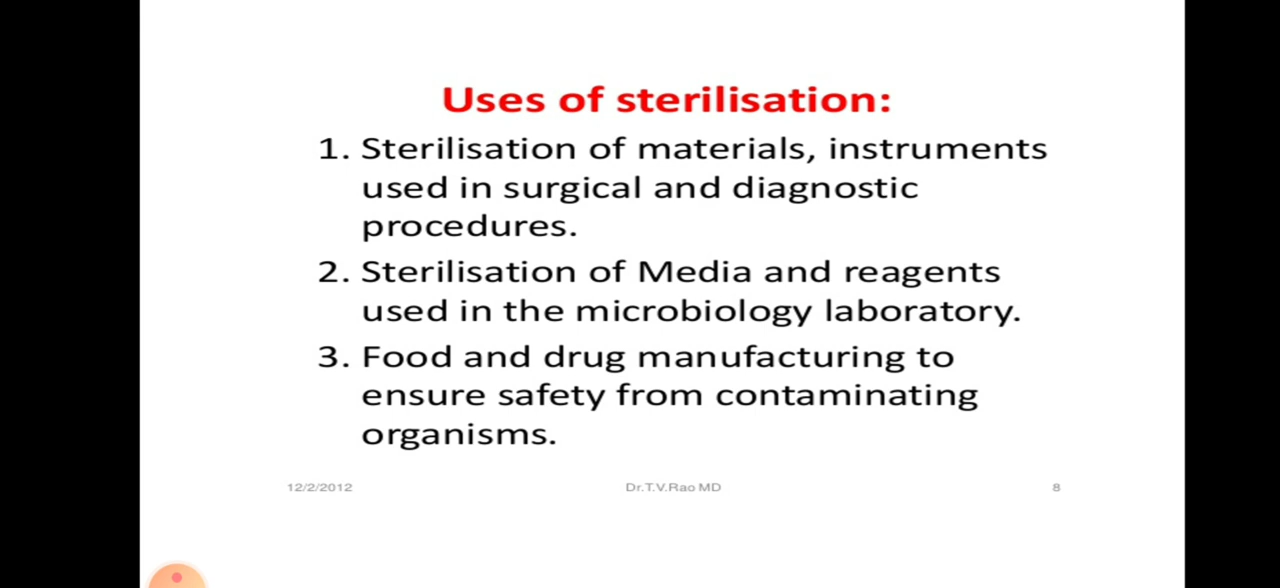 Uses of sterilisation:
1. Sterilisation of materials, instruments
used in surgical and diagnostic
procedures.
2. Sterilisation of Media and reagents
used in the microbiology laboratory.
3. Food and drug manufacturing to
ensure safety from contaminating
organisms.
12/2/2012 Dr.T.V.Rao MD 8